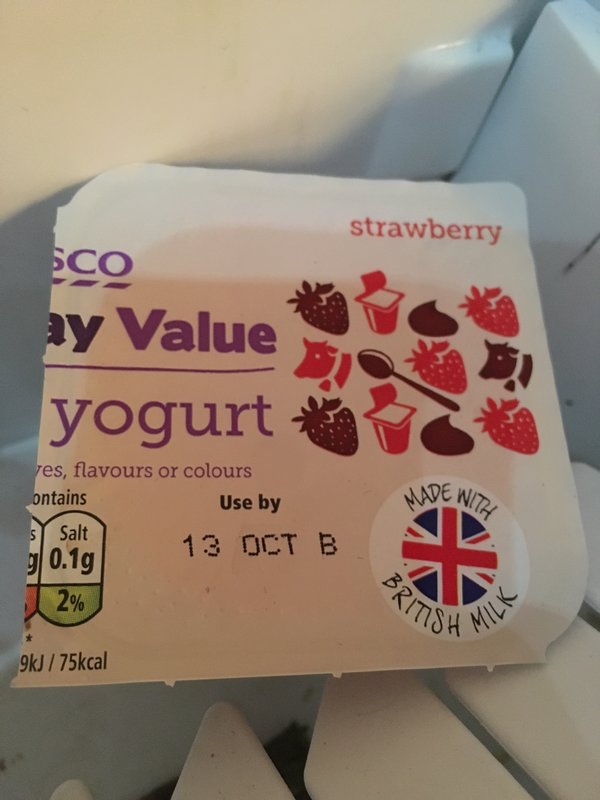 strawberry
sco
ay Value
yogurt
ves, flavours or colours
ontains
Use by
13 OCT B
s
g
Salt
0.1g
2%
*
9kJ / 75kcal
MADE WITH
BRITISH MILK